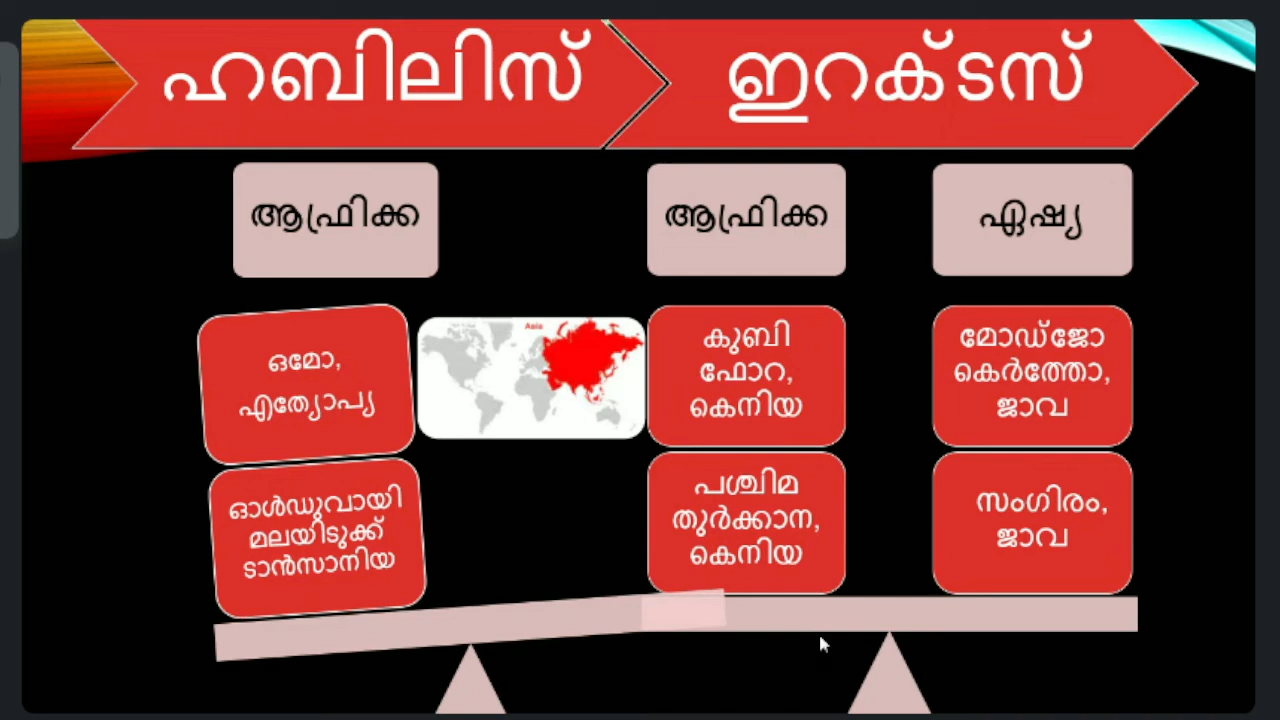 ഹബിലിസ്
ഇറക്ടസ്
ആഫ്രിക്ക
ആഫ്രിക്ക
ഏഷ്യ
ഒമോ,
എത്യോപ്യ
Asia
കുബി
ഫോറ,
കെനിയ
മോഡ്ജോ
കെർത്തോ,
ജാവ
ഓൾഡുവായി
മലയിടുക്ക്
ടാൻസാനിയ
പശ്ചിമ
തുർക്കാന,
കെനിയ
സംഗിരം,
ജാവ